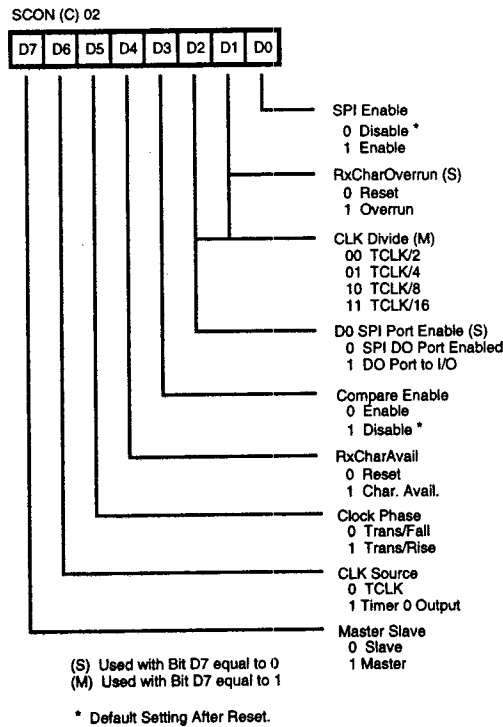 SCON (C) 02
D7 D6 D5 D4 D3 D2 D1 D0
SPI Enable
0 Disable *
1 Enable
RxCharOverrun (S)
0 Reset
1 Overrun
CLK Divide (M)
00 TCLK/2
01 TCLK/4
10 TCLK/8
11 TCLK/16
D0 SPI Port Enable (S)
0 SPI DO Port Enabled
1 DO Port to I/O
Compare Enable
0 Enable
1 Disable *
RxCharAvail
0 Reset
1 Char. Avail.
Clock Phase
0 Trans/Fall
1 Trans/Rise
CLK Source
0 TCLK
1 Timer 0 Output
Master Slave
0 Slave
1 Master
(S) Used with Bit D7 equal to 0
(M) Used with Bit D7 equal to 1
* Default Setting After Reset.